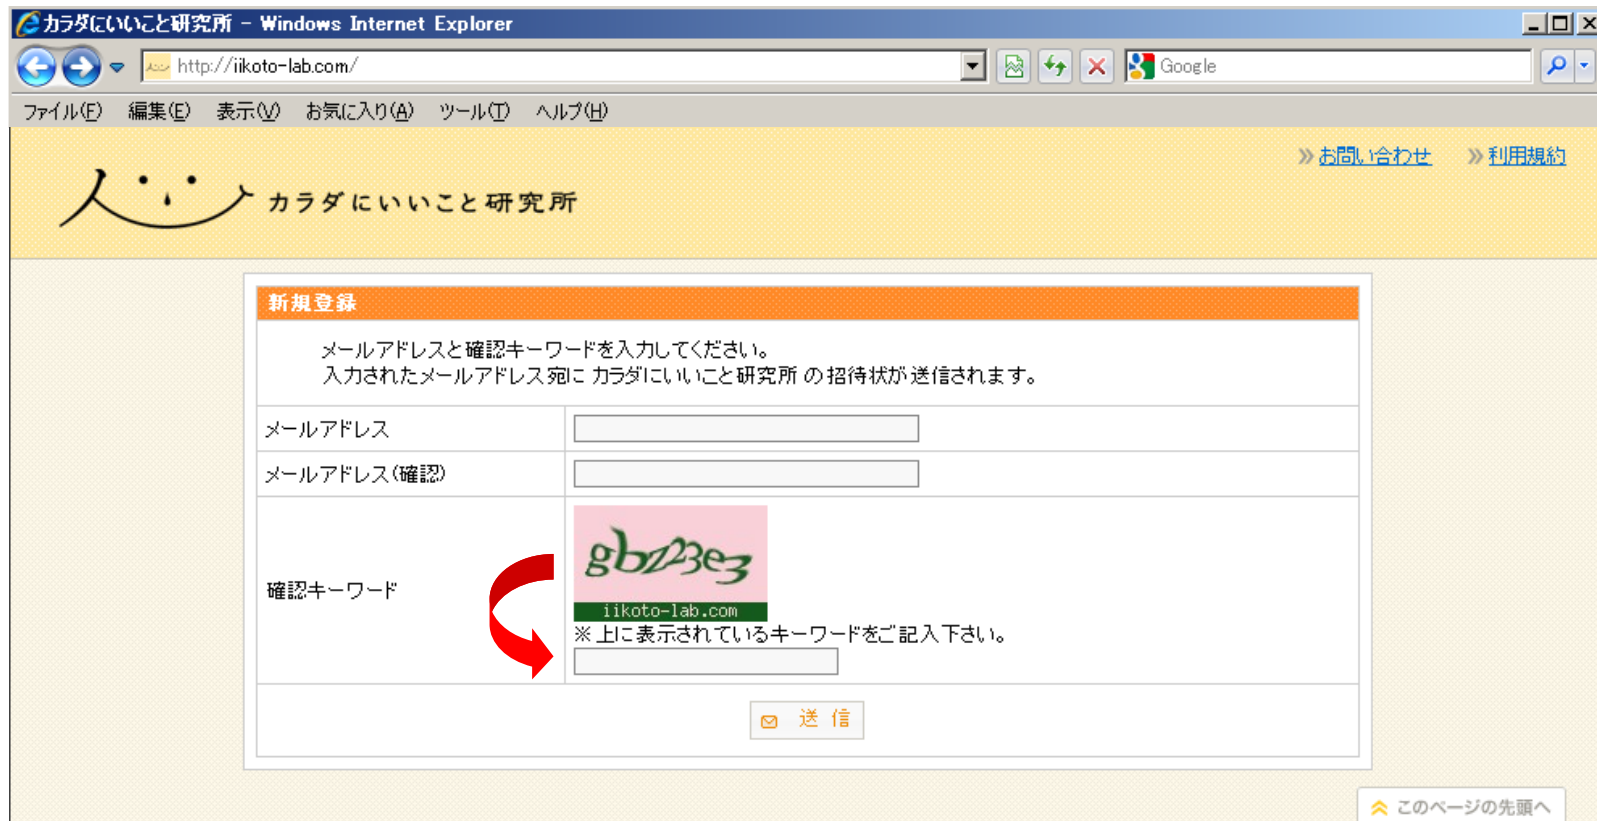 カラダにいいこと研究所 - Windows Internet Explorer
http://iikoto-lab.com/
Google
ファイル(F) 編集(E) 表示(V) お気に入り(A) ツール(T) ヘルプ(H)
お問い合わせ 利用規約
カラダにいいこと研究所
新規登録
メールアドレスと確認キーワードを入力してください。
入力されたメールアドレス宛に カラダにいいこと研究所 の招待状が送信されます。
メールアドレス
メールアドレス(確認)
gbz23e3
iikoto-lab.com
確認キーワード
※上に表示されているキーワードをご記入下さい。
送 信
このページの先頭へ